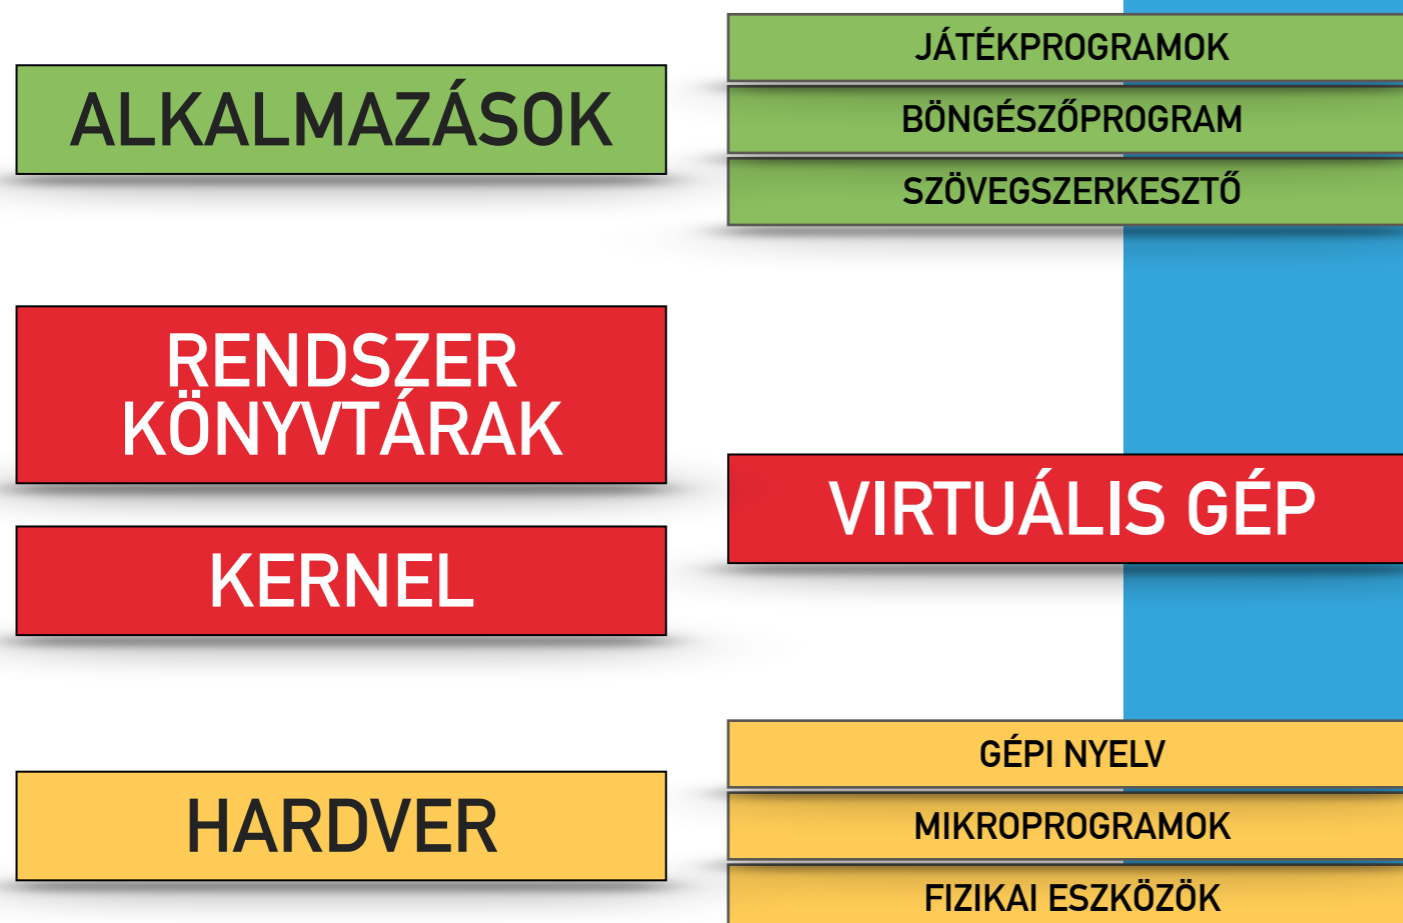 ALKALMAZÁSOK
JÁTÉKPROGRAMOK
BÖNGÉSZŐPROGRAM
SZÖVEGSZERKESZTŐ
RENDSZER
KÖNYVTÁRAK
KERNEL
VIRTUÁLIS GÉP
HARDVER
GÉPI NYELV
MIKROPROGRAMOK
FIZIKAI ESZKÖZÖK